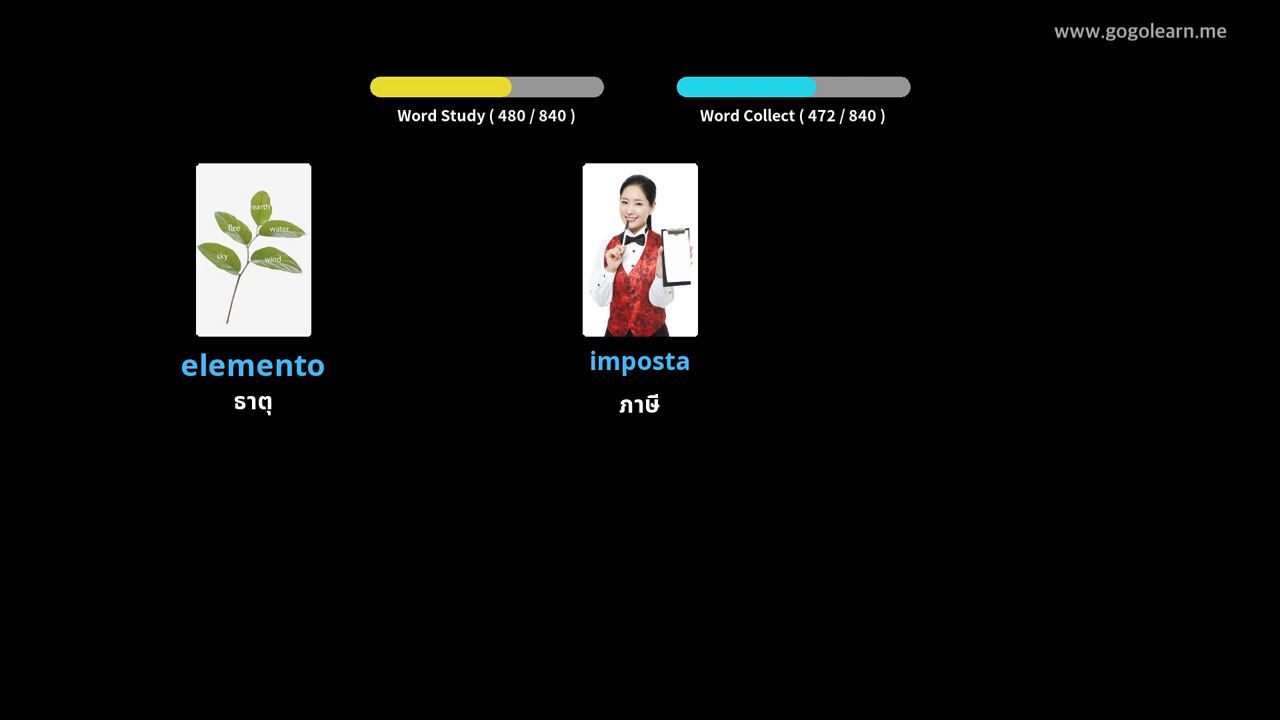 www.gogolearn.me
Word Study ( 480 / 840 )
Word Collect ( 472 / 840 )
earth
fire
water
sky
wind
elemento
ธาตุ
imposta
ภาษี